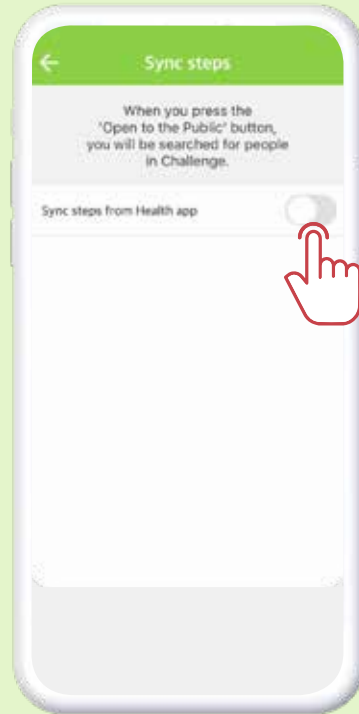 Sync steps
When you press the
'Open to the Public' button,
you will be searched for people
in Challenge.
Sync steps from Health app